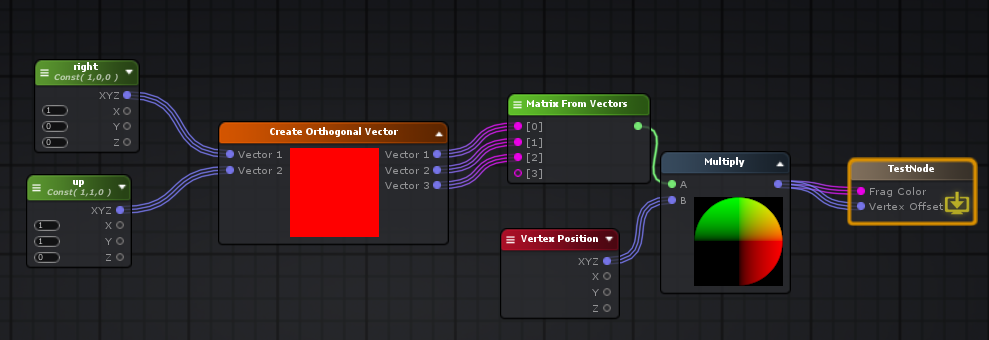 right
Const( 1,0,0 )
XYZ
1 X
0 Y
0 Z
up
Const( 1,1,0 )
XYZ
1 X
1 Y
0 Z
Create Orthogonal Vector
Vector 1 Vector 1
Vector 2 Vector 2
Vector 3
Matrix From Vectors
[0]
[1]
[2]
[3]
Vertex Position
XYZ
X
Y
Z
Multiply
A
B
TestNode
Frag Color
Vertex Offset